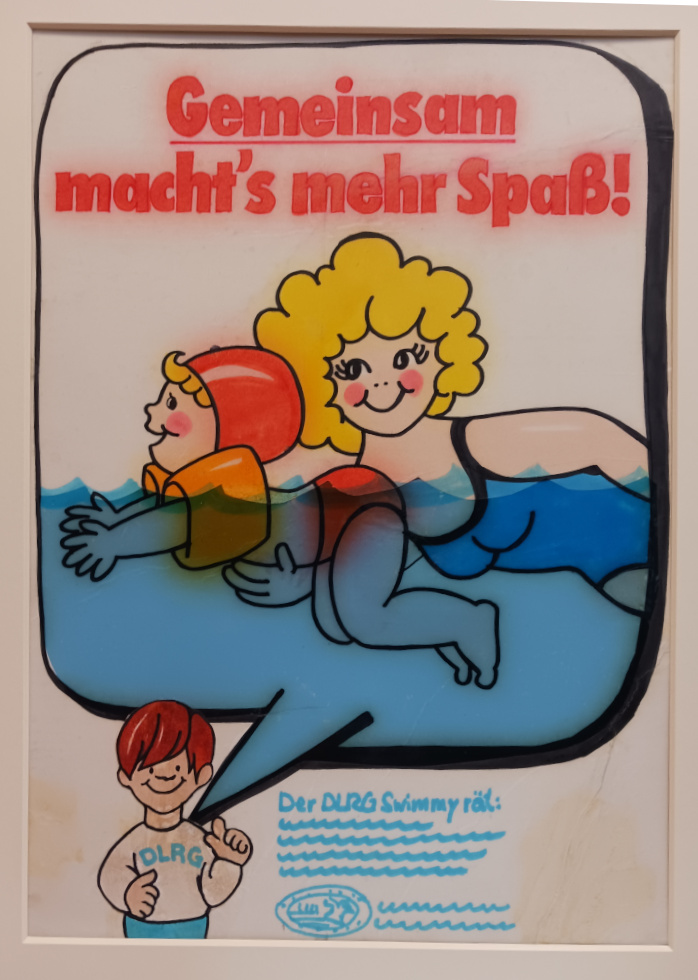 Gemeinsam
macht's mehr Spaß!
DLRG
Der DLRG Swimmy rät: